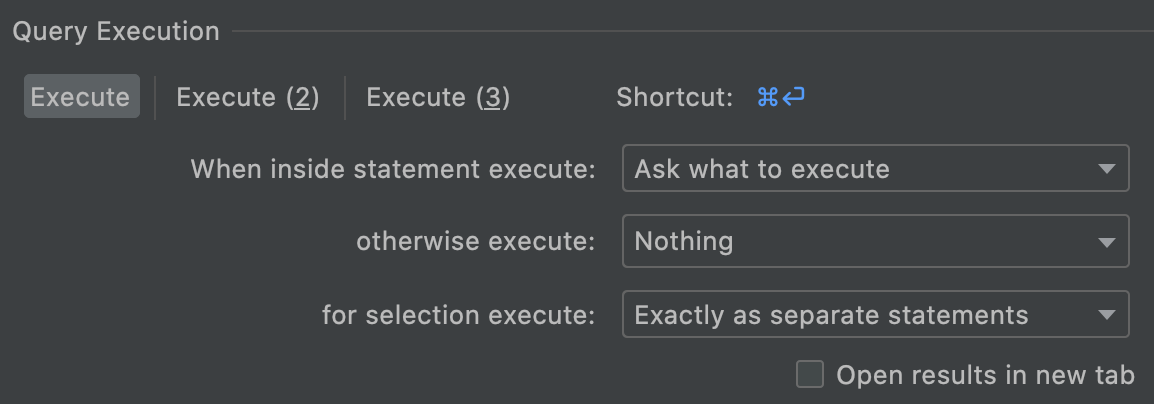 Query Execution
Execute Execute (2) Execute (3) Shortcut: ⌘↩
When inside statement execute: Ask what to execute
otherwise execute: Nothing
for selection execute: Exactly as separate statements
Open results in new tab